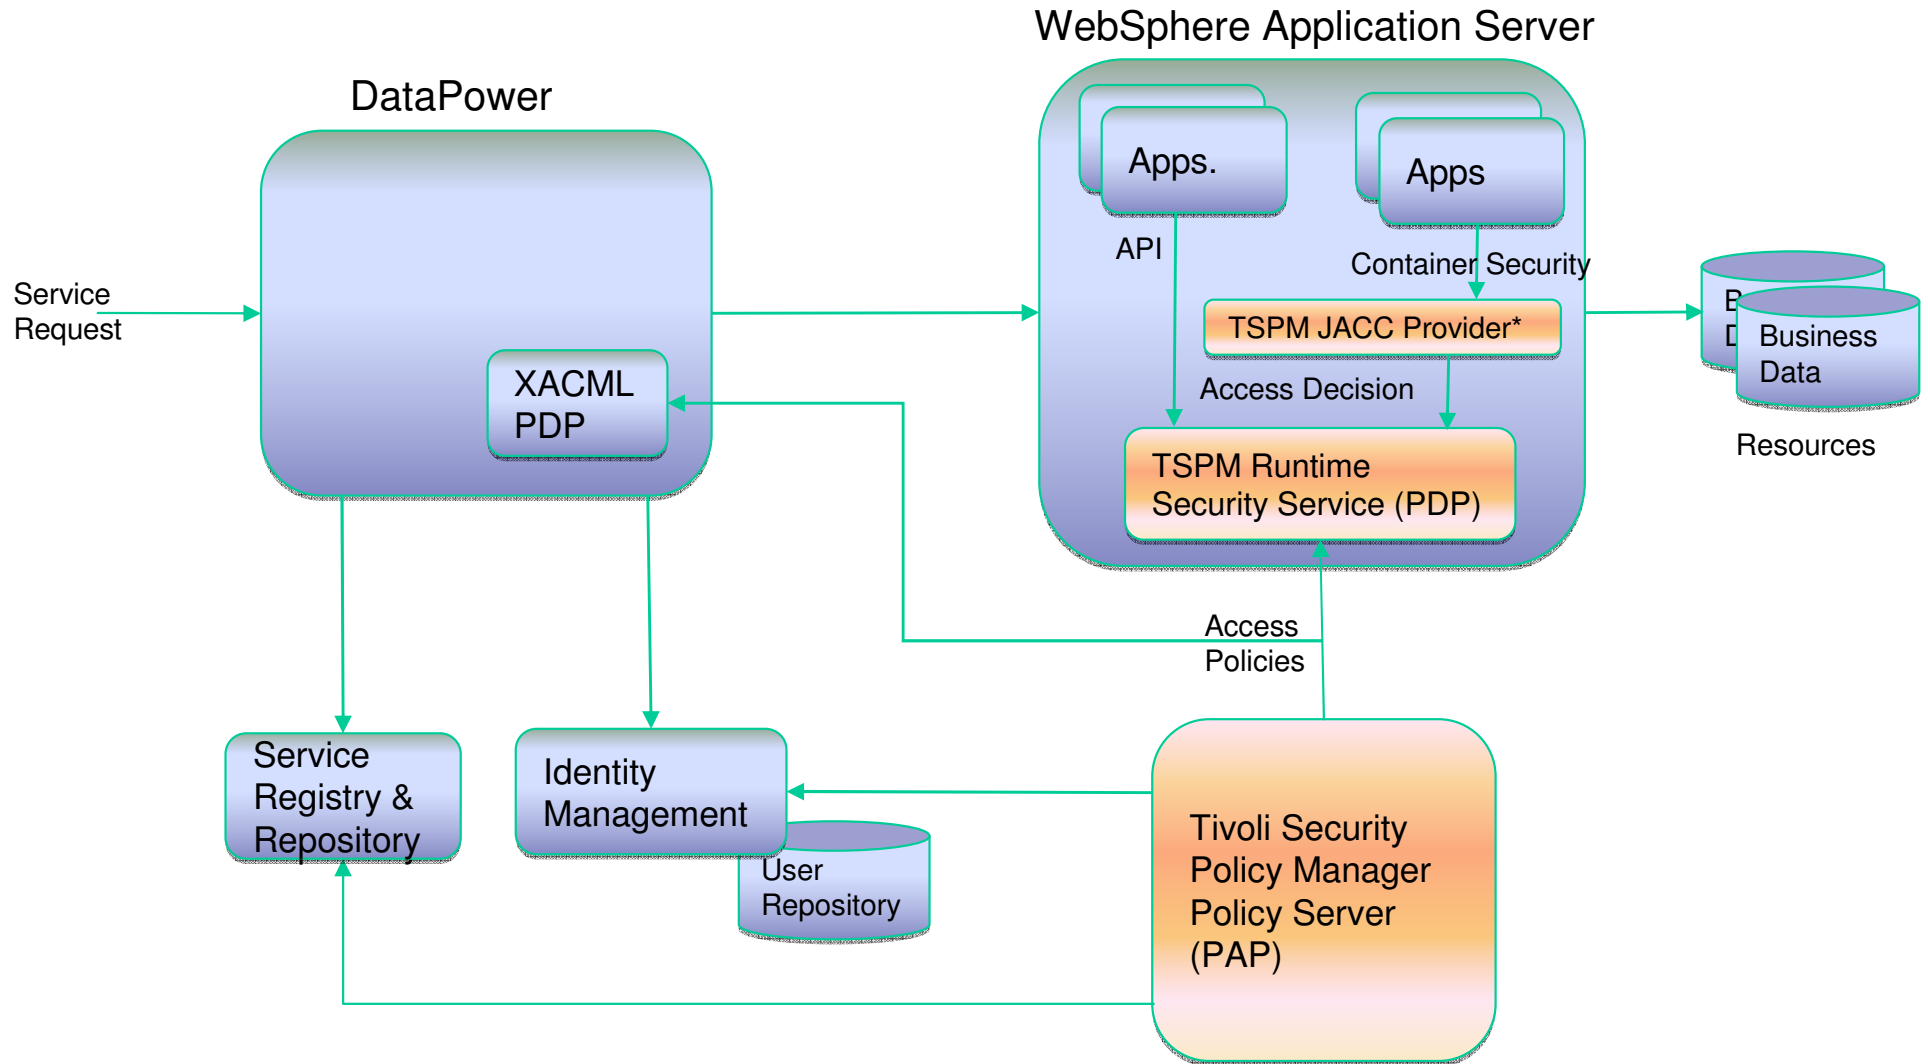 WebSphere Application Server
DataPower
Apps.
Apps
API
Container Security
Service
Request
TSPM JACC Provider*
B
D
Business
Data
XACML
PDP
Access Decision
Resources
TSPM Runtime
Security Service (PDP)
Access
Policies
Service
Registry &
Repository
Identity
Management
User
Repository
Tivoli Security
Policy Manager
Policy Server
(PAP)